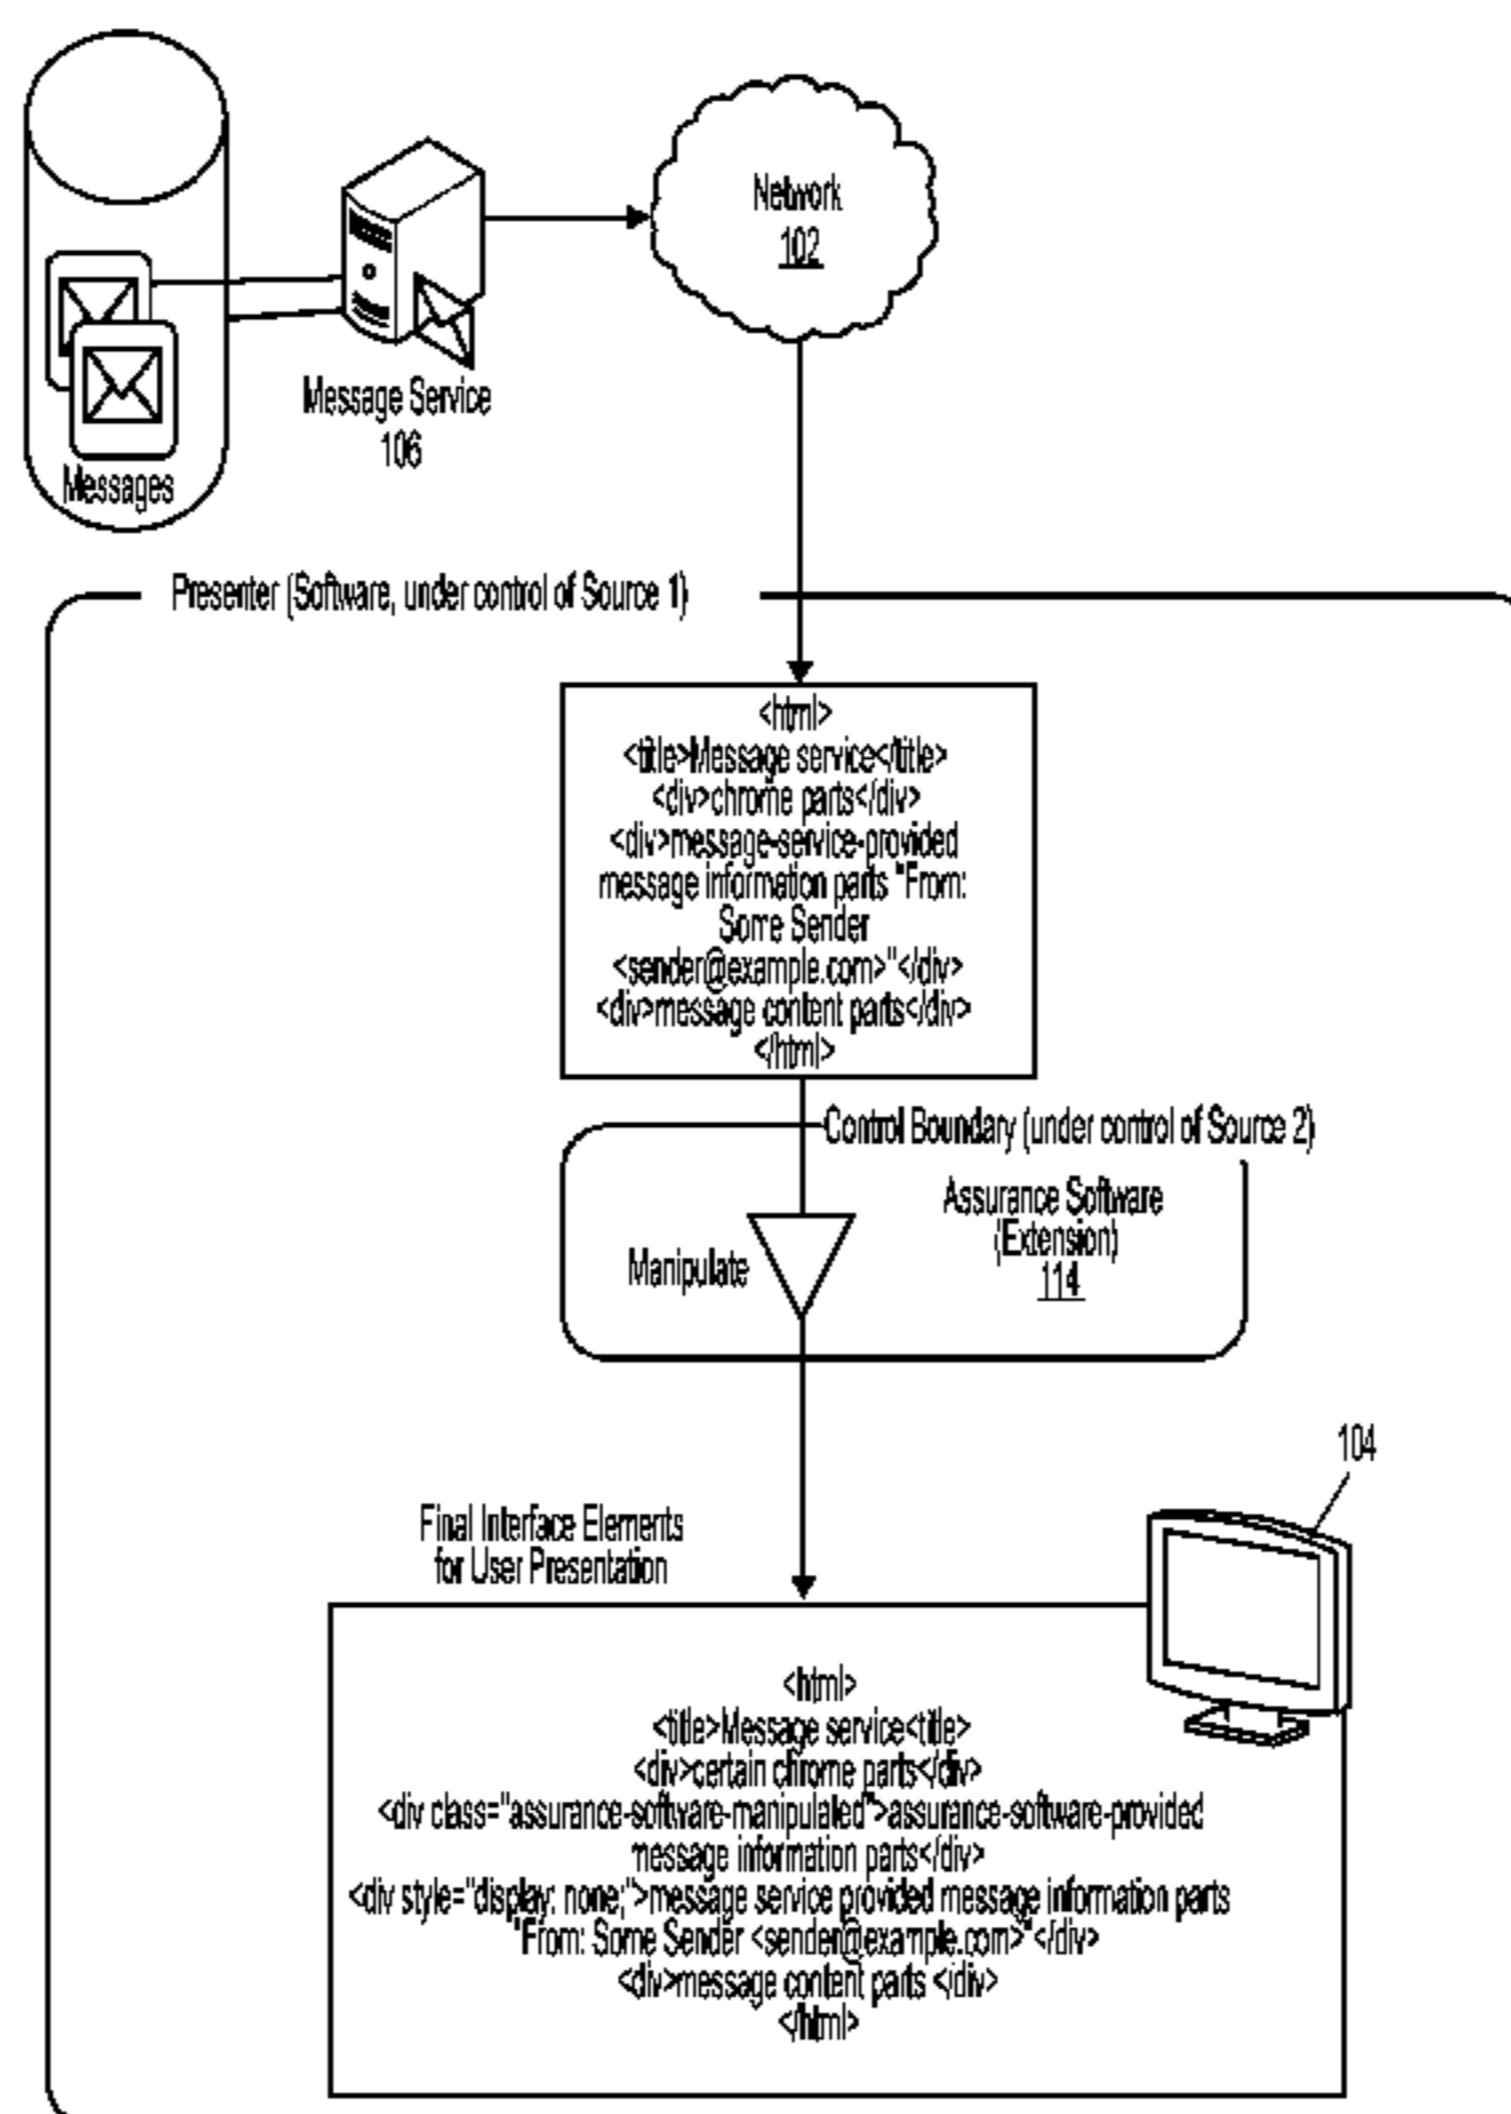 Network
102
Message Service
106
Messages
Presenter (Software, under control of Source 1)
<html>
<title>Message service</title>
<div>chrome parts</div>
<div>message-service-provided
message information parts "From:
Some Sender
<sender@example.com>"</div>
<div>message content parts</div>
</html>
Control Boundary (under control of Source 2)
Assurance Software
(Extension)
114
Manipulate
104
Final Interface Elements
for User Presentation
<html>
<title>Message service<title>
<div>certain chrome parts</div>
<div class="assurance-software-manipulated">assurance-software-provided
message information parts</div>
<div style="display: none;">message service provided message information parts
"From: Some Sender <sender@example.com>"</div>
<div>message content parts </div>
</html>